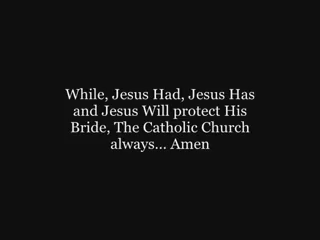 While, Jesus Had, Jesus Has
and Jesus Will protect His
Bride, The Catholic Church
always... Amen